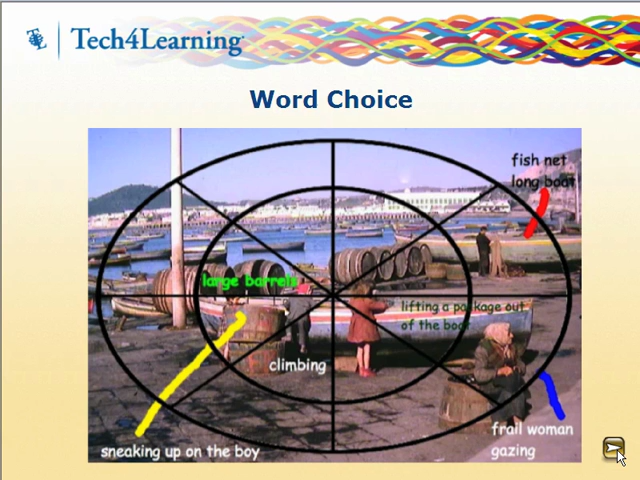 Tech4Learning
Word Choice
fish net
long boat
large barrels
lifting a package out
of the boat
climbing
frail woman
gazing
sneaking up on the boy